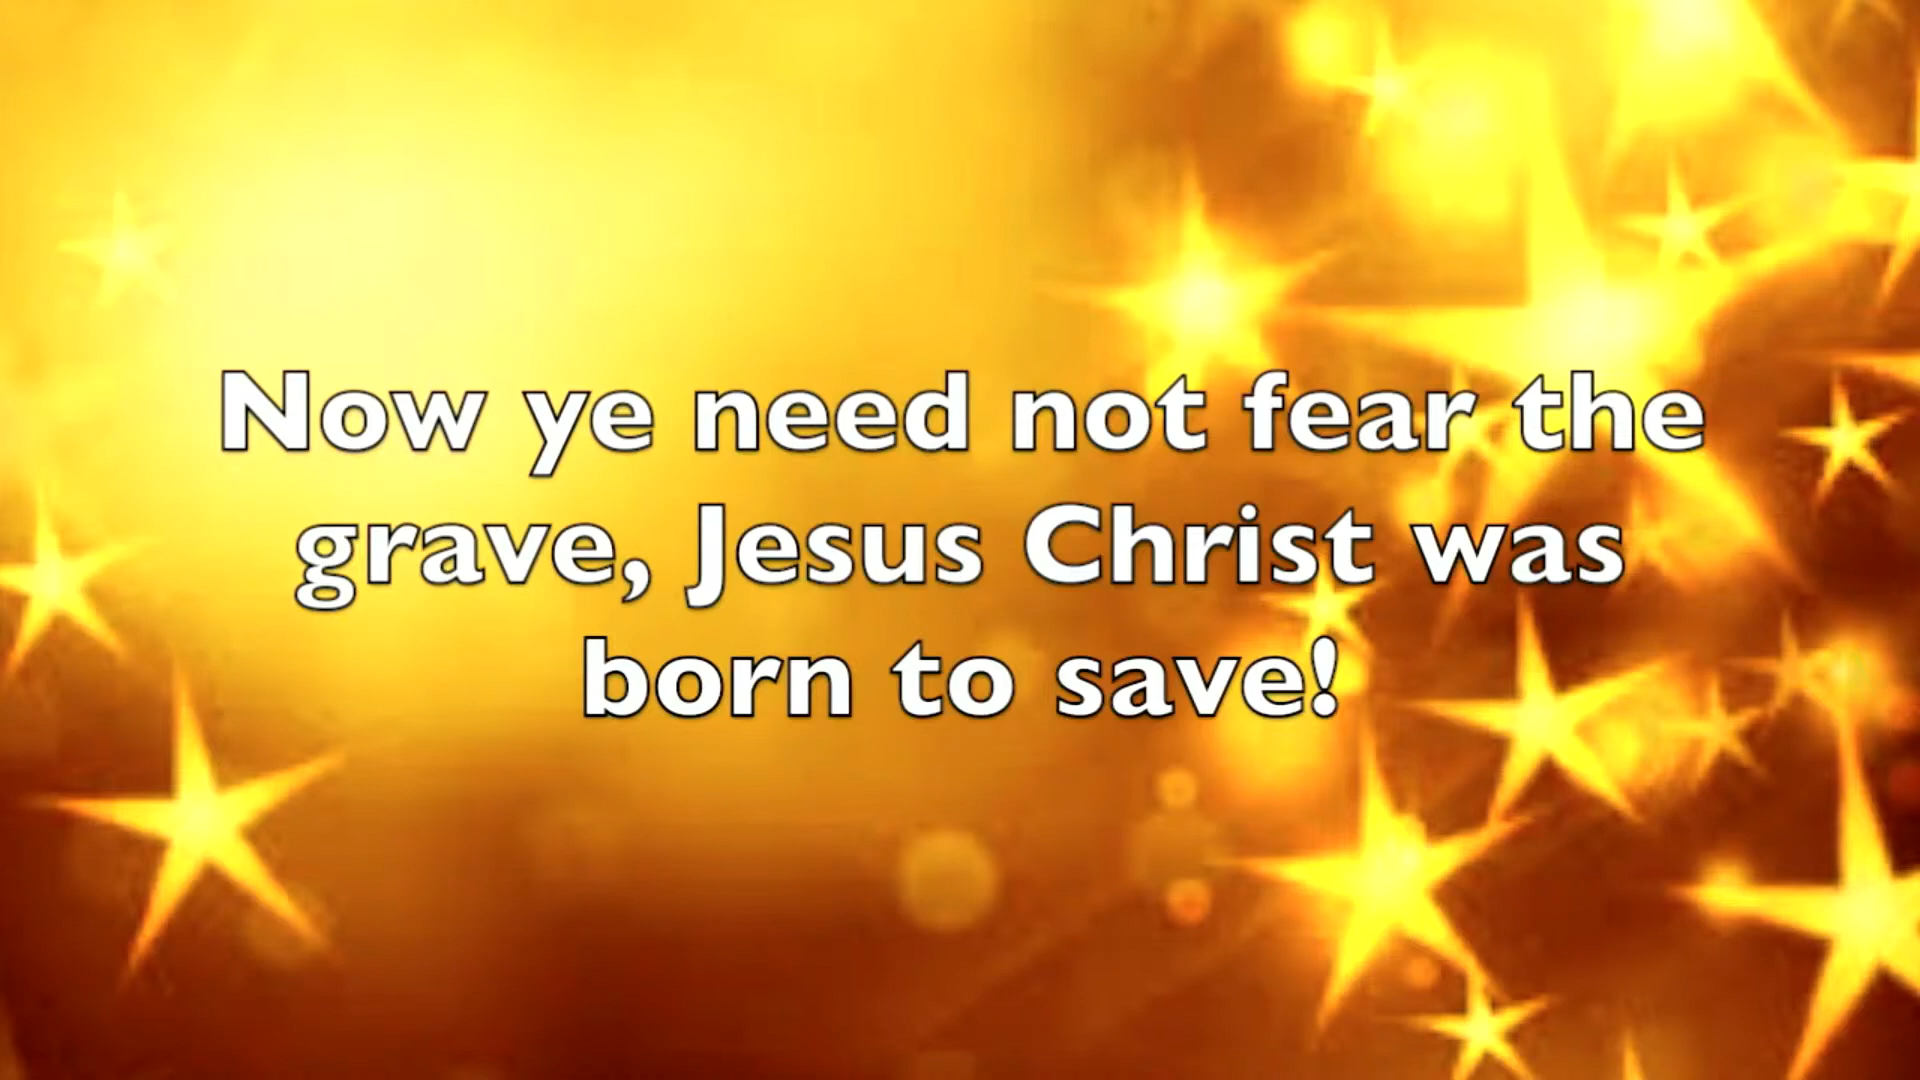 Now ye need not fear the
grave, Jesus Christ was
born to save!